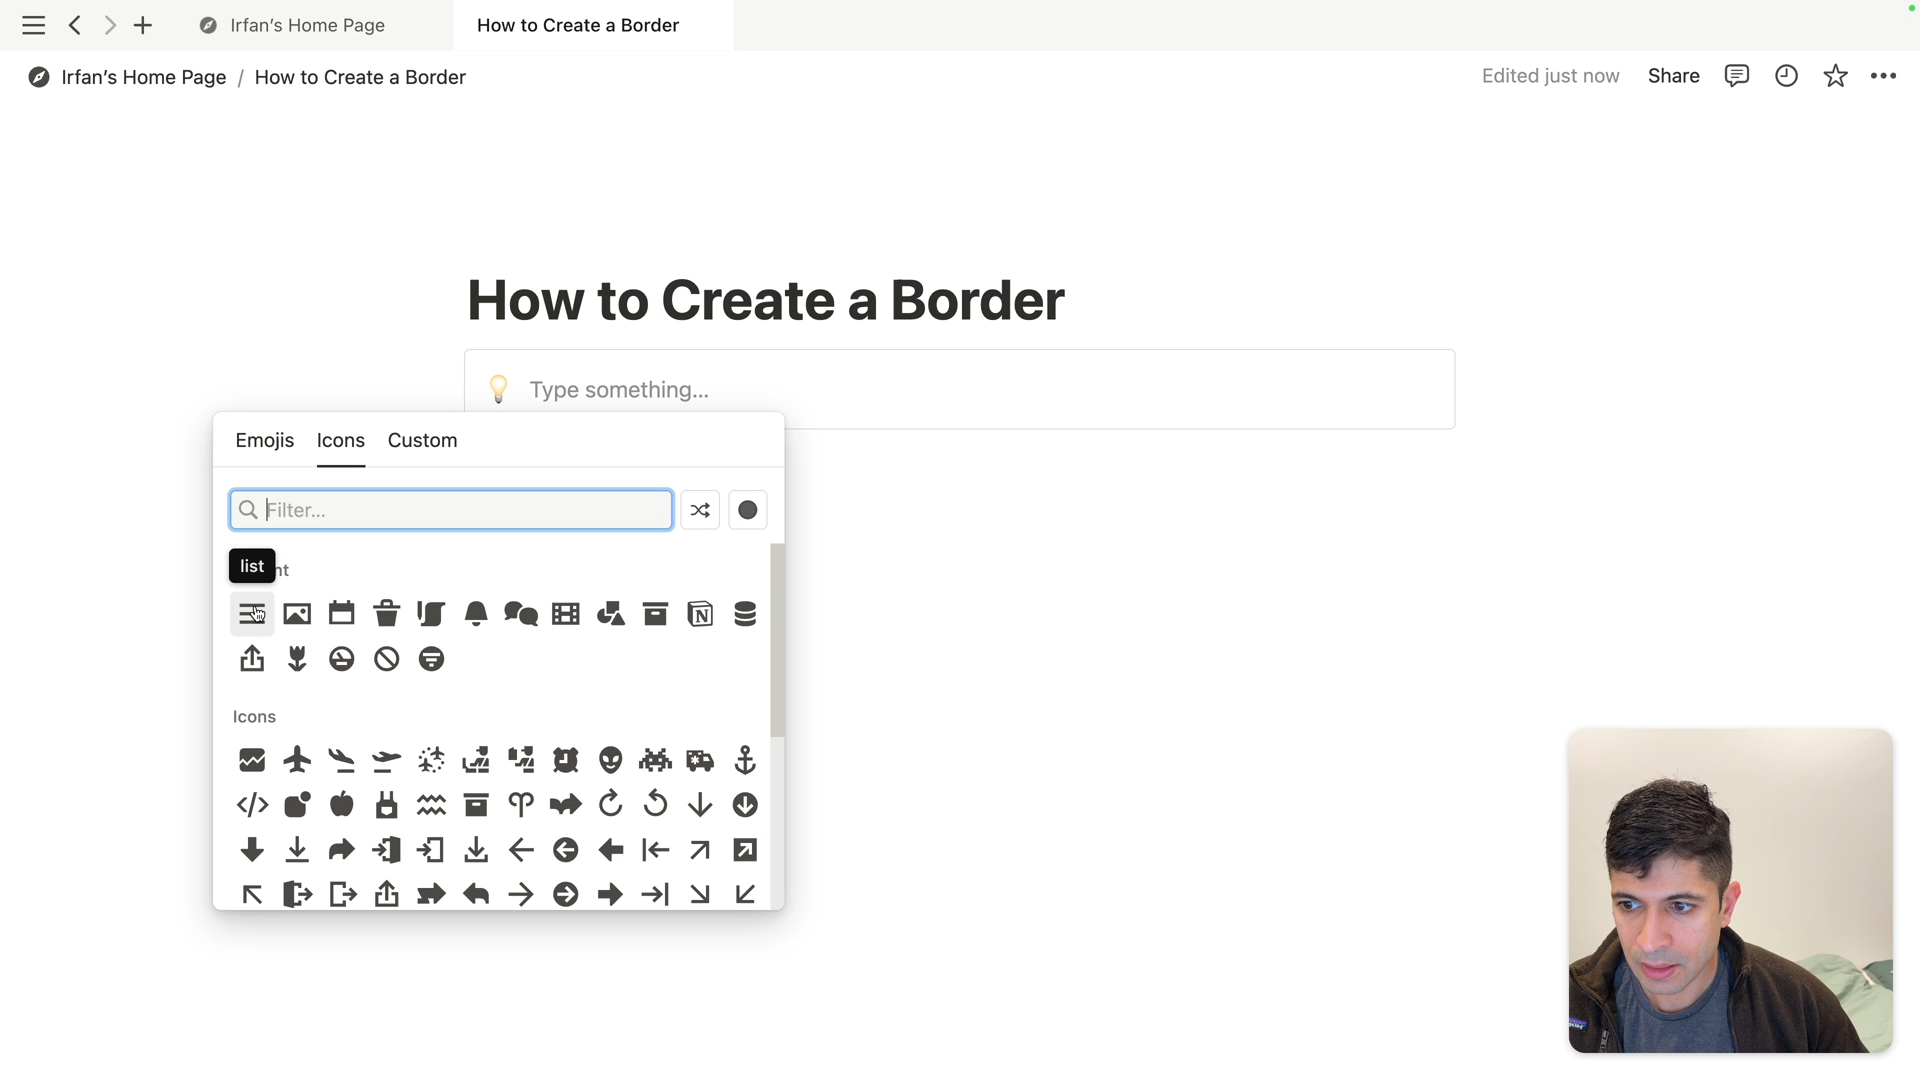 Irfan's Home Page
How to Create a Border
Irfan's Home Page / How to Create a Border
Edited just now
Share
How to Create a Border
Type something...
Emojis
Icons
Custom
Filter...
list
nt
Icons